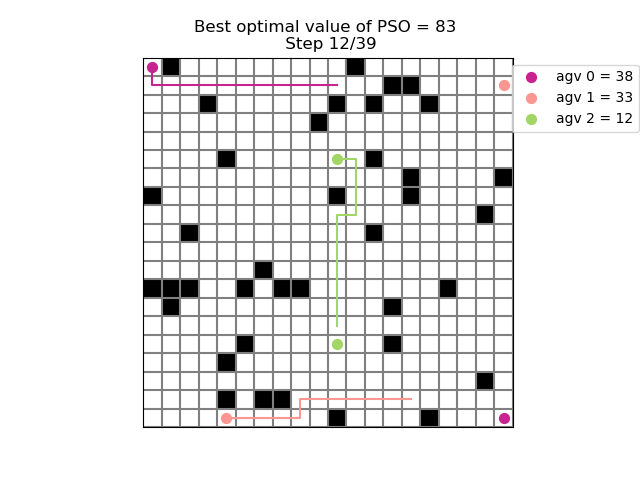 Best optimal value of PSO = 83
Step 12/39
agv 0 = 38
agv 1 = 33
agv 2 = 12